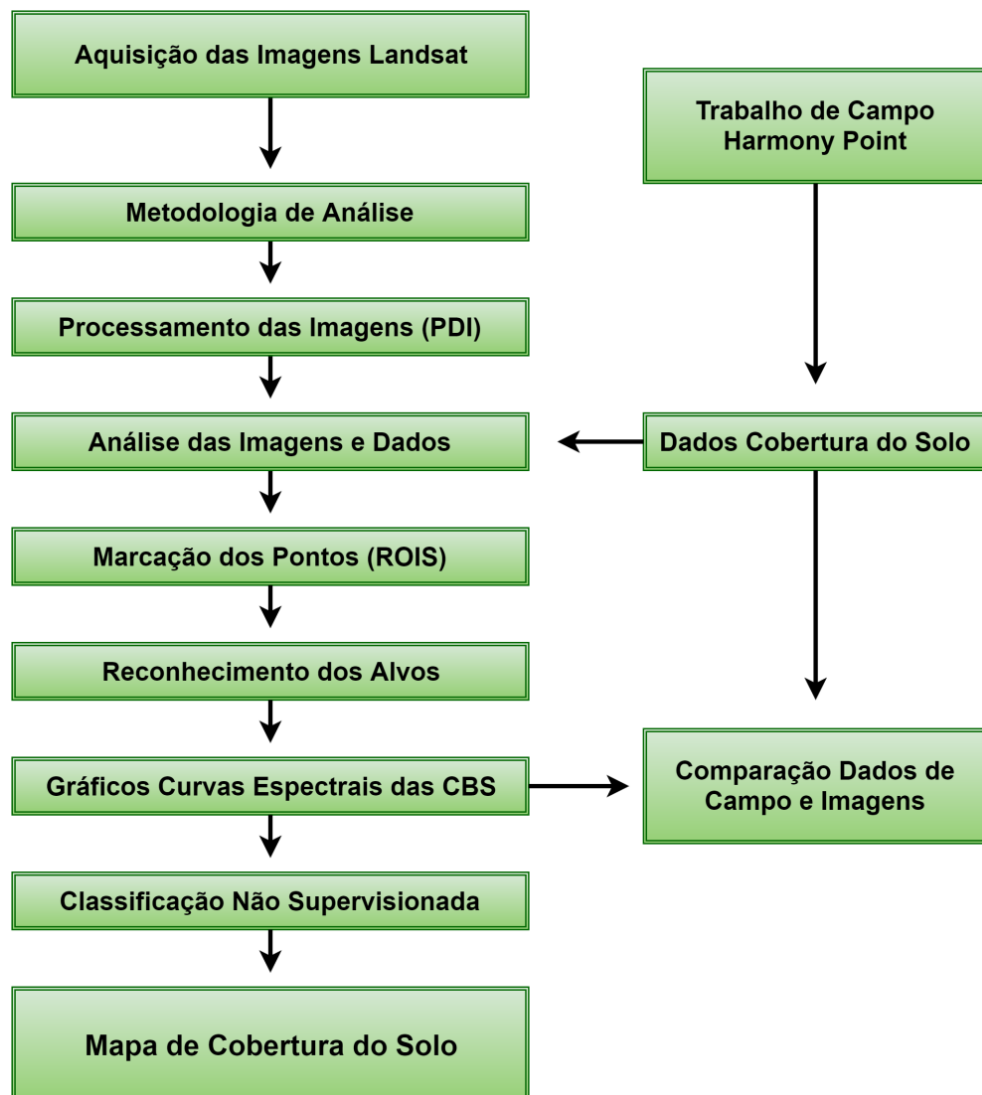 Aquisição das Imagens Landsat
Trabalho de Campo
Harmony Point
Metodologia de Análise
Processamento das Imagens (PDI)
Análise das Imagens e Dados
Dados Cobertura do Solo
Marcação dos Pontos (ROIS)
Reconhecimento dos Alvos
Gráficos Curvas Espectrais das CBS
Comparação Dados de
Campo e Imagens
Classificação Não Supervisionada
Mapa de Cobertura do Solo